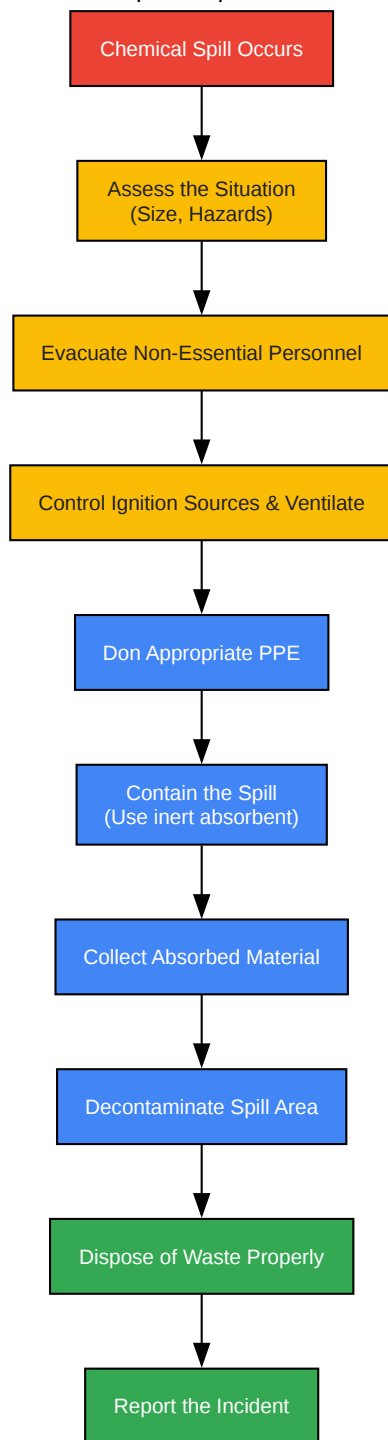 Chemical Spill Occurs
Assess the Situation
(Size, Hazards)
Evacuate Non-Essential Personnel
Control Ignition Sources & Ventilate
Don Appropriate PPE
Contain the Spill
(Use inert absorbent)
Collect Absorbed Material
Decontaminate Spill Area
Dispose of Waste Properly
Report the Incident